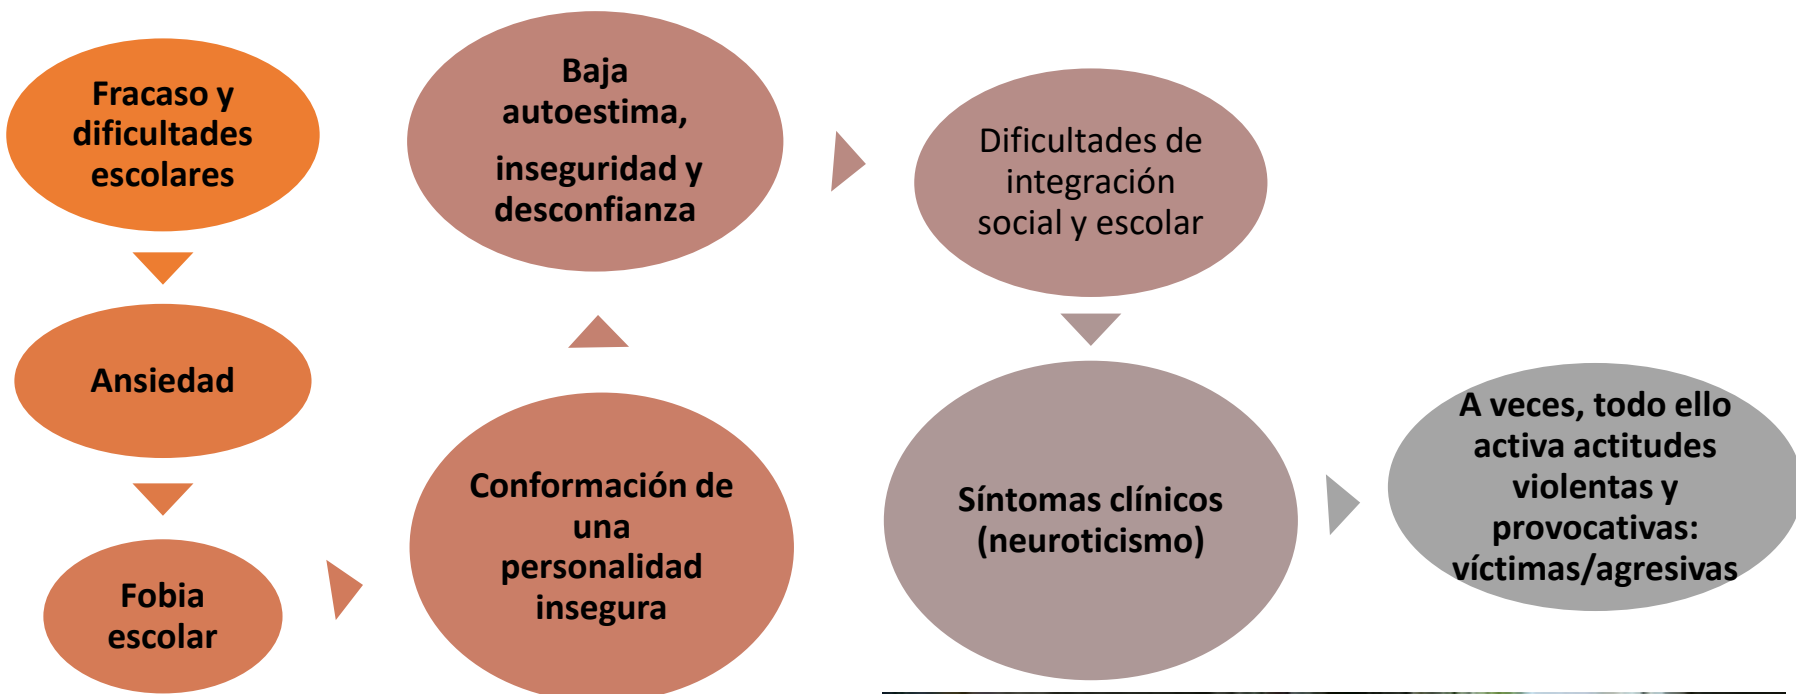 Fracaso y
dificultades
escolares
Ansiedad
Fobia
escolar
Conformación de
una
personalidad
insegura
Baja
autoestima,
inseguridad y
desconfianza
Dificultades de
integración
social y escolar
Síntomas clínicos
(neuroticismo)
A veces, todo ello
activa actitudes
violentas y
provocativas:
víctimas/agresivas